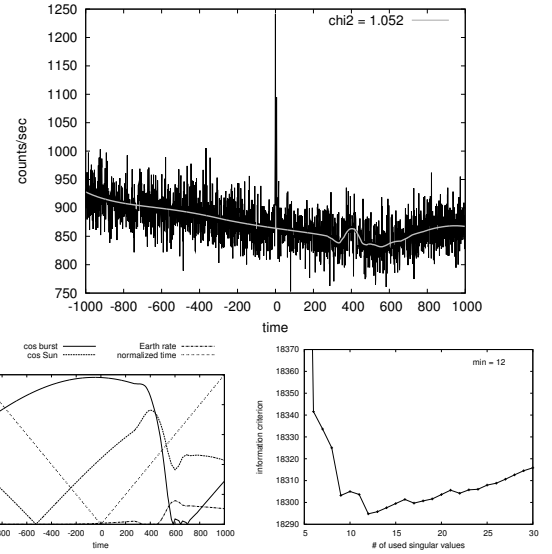 1250
1200
1150
1100
1050
1000
950
900
850
800
750
counts/sec
chi2 = 1.052
-1000 -800 -600 -400 -200 0 200 400 600 800 1000
time
cos burst
cos Sun
Earth rate
normalized time
800 -600 -400 -200 0 200 400 600 800 1000
time
18370
18360
18350
18340
18330
18320
18310
18300
18290
information criterion
min = 12
5 10 15 20 25 30
# of used singular values